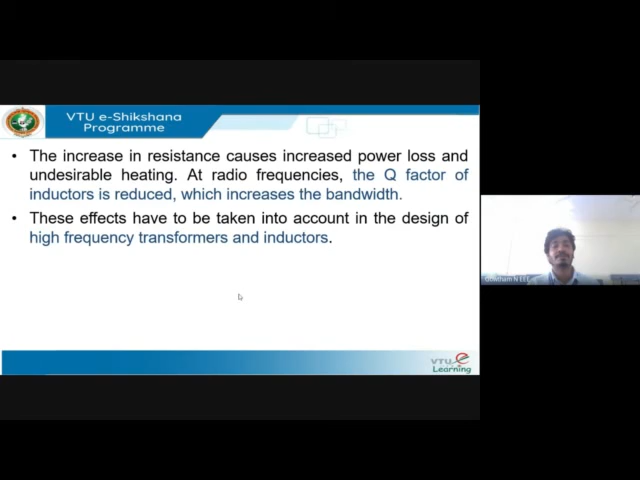 VTU e-Shikshana
Programme
• The increase in resistance causes increased power loss and
undesirable heating. At radio frequencies, the Q factor of
inductors is reduced, which increases the bandwidth.
• These effects have to be taken into account in the design of
high frequency transformers and inductors.
Gowtham N EEE
VTU e
Learning